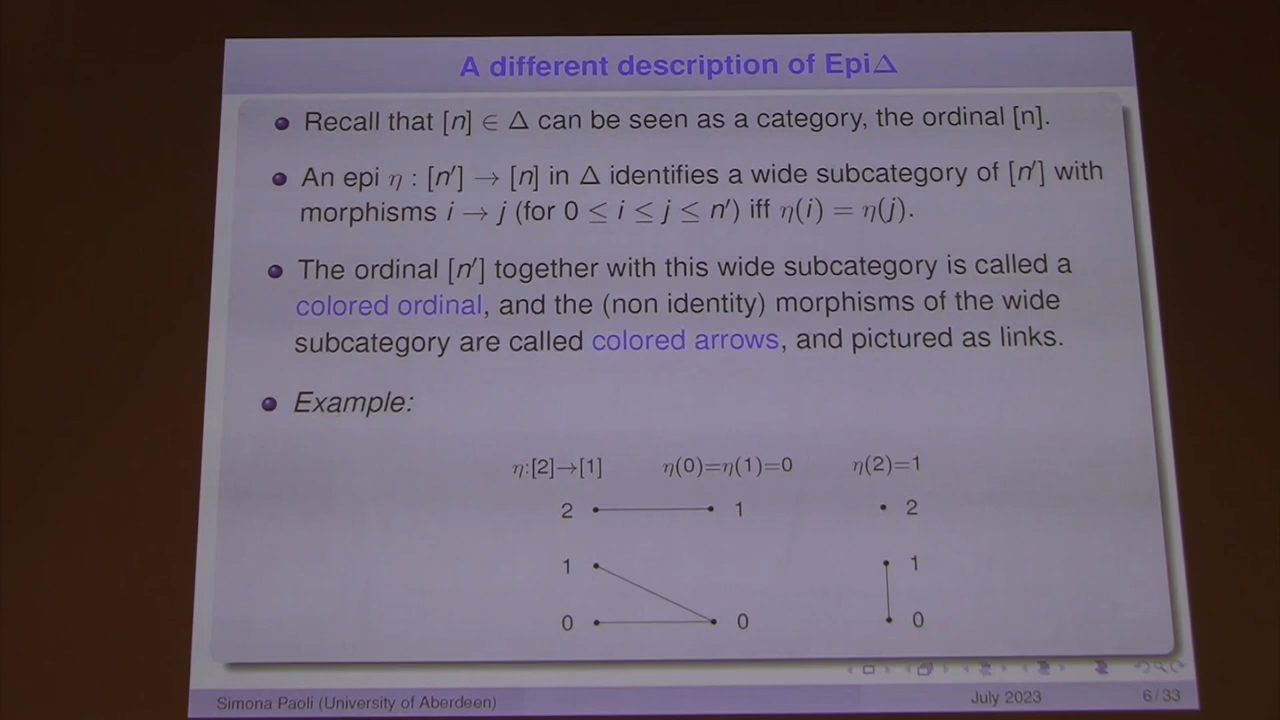 A different description of EpiΔ
Recall that [n] ∈ Δ can be seen as a category, the ordinal [n].
An epi η : [n′] → [n] in Δ identifies a wide subcategory of [n′] with
morphisms i → j (for 0 ≤ i ≤ j ≤ n′) iff η(i) = η(j).
The ordinal [n′] together with this wide subcategory is called a
colored ordinal, and the (non identity) morphisms of the wide
subcategory are called colored arrows, and pictured as links.
Example:
η:[2]→[1] η(0)=η(1)=0 η(2)=1
2 1 2
1 1
0 0 0
Simona Paoli (University of Aberdeen) July 2023 6/33